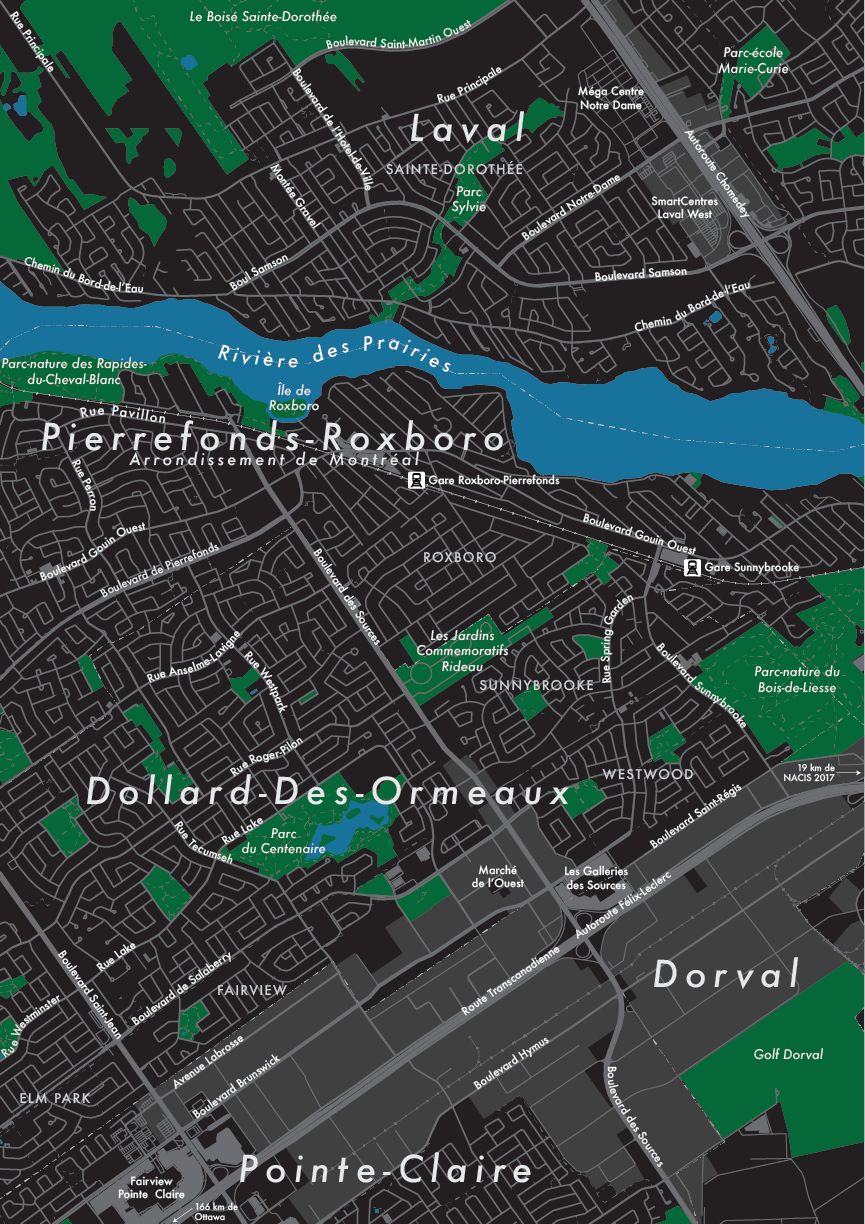 Le Boisé Sainte-Dorothée
Rue Principale
Boulevard Saint-Martin Ouest
Parc-école
Marie-Curie
Rue Principale
Boulevard de l'Hotel-de-Ville
Méga Centre
Notre Dame
Laval
SAINTE-DOROTHÉE
Autoroute Chomedey
Montée Gravel
Parc
Sylvie
Boulevard Notre-Dame
SmartCentres
Laval West
Chemin du Bord-de-l'Eau
Boul Samson
Boulevard Samson
Chemin du Bord-de-l'Eau
Rivière des Prairies
Parc-nature des Rapides-
du-Cheval-Blanc
Île de
Roxboro
Rue Pavillon
Pierrefonds-Roxboro
Arrondissement de Montréal
Rue Perron
Gare Roxboro-Pierrefonds
Boulevard Gouin Ouest
Boulevard Gouin Ouest
Boulevard de Pierrefonds
ROXBORO
Gare Sunnybrooke
Boulevard des Sources
Rue Spring Garden
Rue Anselme-Lavigne
Rue Westpark
Les Jardins
Commemoratifs
Rideau
SUNNYBROOKE
Boulevard Sunnybrooke
Parc-nature du
Bois-de-Liesse
Rue Roger-Pilon
WESTWOOD
19 km de
NACIS 2017
Dollard-Des-Ormeaux
Boulevard Saint-Régis
Rue Tecumseh
Rue Lake
Parc
du Centenaire
Marché
de l'Ouest
Les Galleries
des Sources
Autoroute Félix-Leclerc
Boulevard Saint-Jean
Rue Lake
Boulevard de Salaberry
Route Transcanadienne
Dorval
FAIRVIEW
Rue Westminster
Avenue Labrosse
Boulevard Brunswick
Boulevard Hymus
Golf Dorval
ELM PARK
Boulevard des Sources
Pointe-Claire
Fairview
Pointe Claire
166 km de
Ottawa